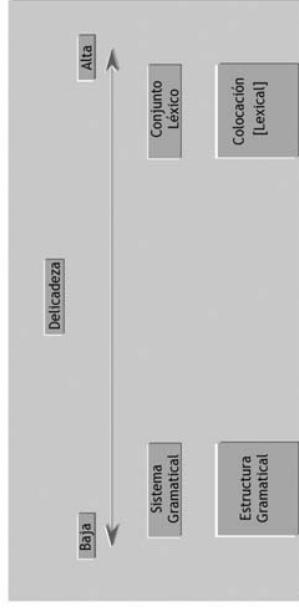 Delicadeza
Baja
Alta
Sistema
Gramatical
Conjunto
Léxico
Estructura
Gramatical
Colocación
[Lexical]